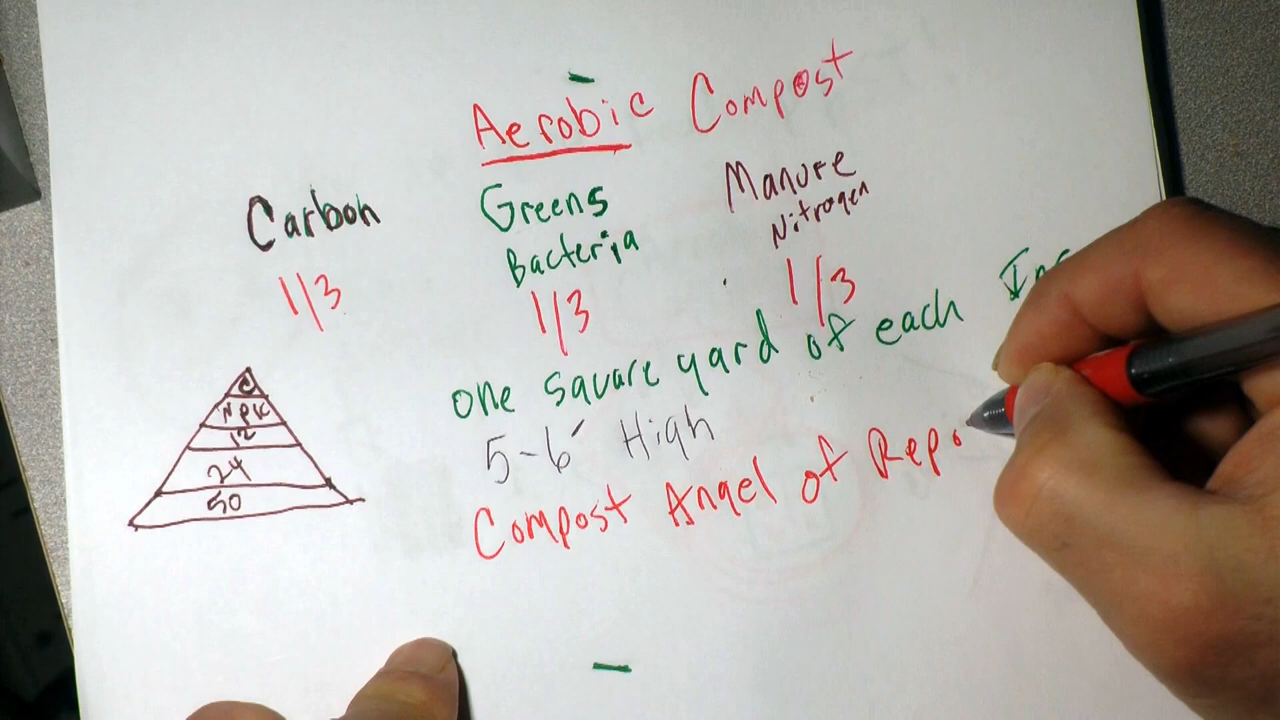 Aerobic Compost
Carbon Greens Manure
Bacteria Nitrogen
1/3 1/3 1/3
one square yard of each
5-6' High
Compost Angel of Repo
C
NPK
12
24
50